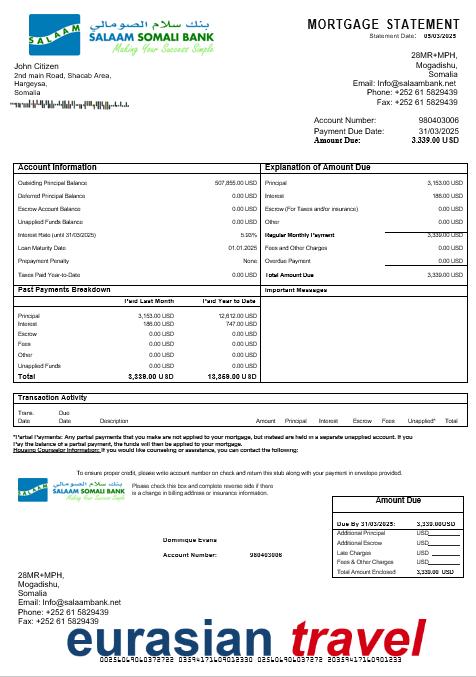 بنك سلام الصومالي
SALAAM
SALAAM SOMALI BANK
Making Your Success Simple
MORTGAGE STATEMENT
Statement Date: 05/03/2025
John Citizen
2nd main Road, Shacab Area,
Hargeysa,
Somalia
28MR+MPH,
Mogadishu,
Somalia
Email: Info@salaambank.net
Phone: +252 61 5829439
Fax: +252 61 5829439
Account Number: 980403006
Payment Due Date: 31/03/2025
Amount Due: 3,339.00 USD
Account Information
Outsiding Principal Balance 507,855.00 USD
Deferred Principal Balance 0.00 USD
Escrow Account Balance 0.00 USD
Unapplied Funds Balance 0.00 USD
Interest Rate (until 31/03/2025) 5.93%
Loan Maturity Date 01.01.2025
Prepayment Penalty None
Taxes Paid Year-to-Date 0.00 USD
Explanation of Amount Due
Principal 3,153.00 USD
Interest 186.00 USD
Escrow (For Taxes and/or insurance) 0.00 USD
Other 0.00 USD
Regular Monthly Payment 3,339.00 USD
Fees and Other Charges 0.00 USD
Overdue Payment 0.00 USD
Total Amount Due 3,339.00 USD
Past Payments Breakdown
Paid Last Month Paid Year to Date
Principal 3,153.00 USD 12,612.00 USD
Interest 186.00 USD 747.00 USD
Escrow 0.00 USD 0.00 USD
Fees 0.00 USD 0.00 USD
Other 0.00 USD 0.00 USD
Unapplied Funds 0.00 USD 0.00 USD
Total 3,339.00 USD 13,359.00 USD
Important Messages
Transaction Activity
Trans. Date Due Date Description Amount Principal Interest Escrow Fees Unapplied* Total
*Partial Payments: Any partial payments that you make are not applied to your mortgage, but instead are held in a separate unapplied account. If you
Pay the balance of a partial payment, the funds will then be applied to your mortgage.
Housing Counselor Information: If you would like counseling or assistance, you can contact the following:
To ensure proper credit, please write account number on check and return this stub along with your payment in envelope provided.
بنك سلام الصومالي
SALAAM
SALAAM SOMALI BANK
Making Your Success Simple
Please check this box and complete reverse side if there
is a change in billing address or insurance information.
Dominique Evans
Account Number: 980403006
Amount Due
Due By 31/03/2025: 3,339.00USD
Additional Principal USD
Additional Escrow USD
Late Charges USD
Fees & Other Charges USD
Total Amount Enclosed 3,339.00 USD
28MR+MPH,
Mogadishu,
Somalia
Email: Info@salaambank.net
Phone: +252 61 5829439
Fax: +252 61 5829439
eurasian travel